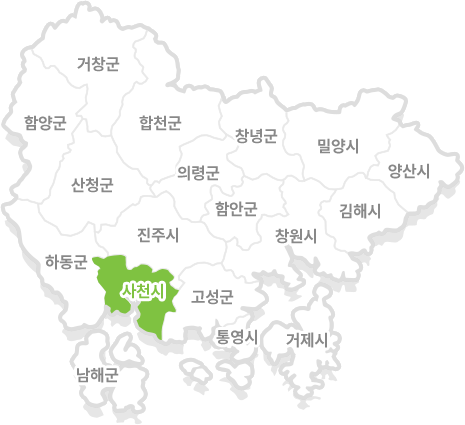 거창군
함양군
합천군
창녕군
밀양시
양산시
산청군
의령군
함안군
김해시
진주시
창원시
하동군
사천시
고성군
통영시
거제시
남해군